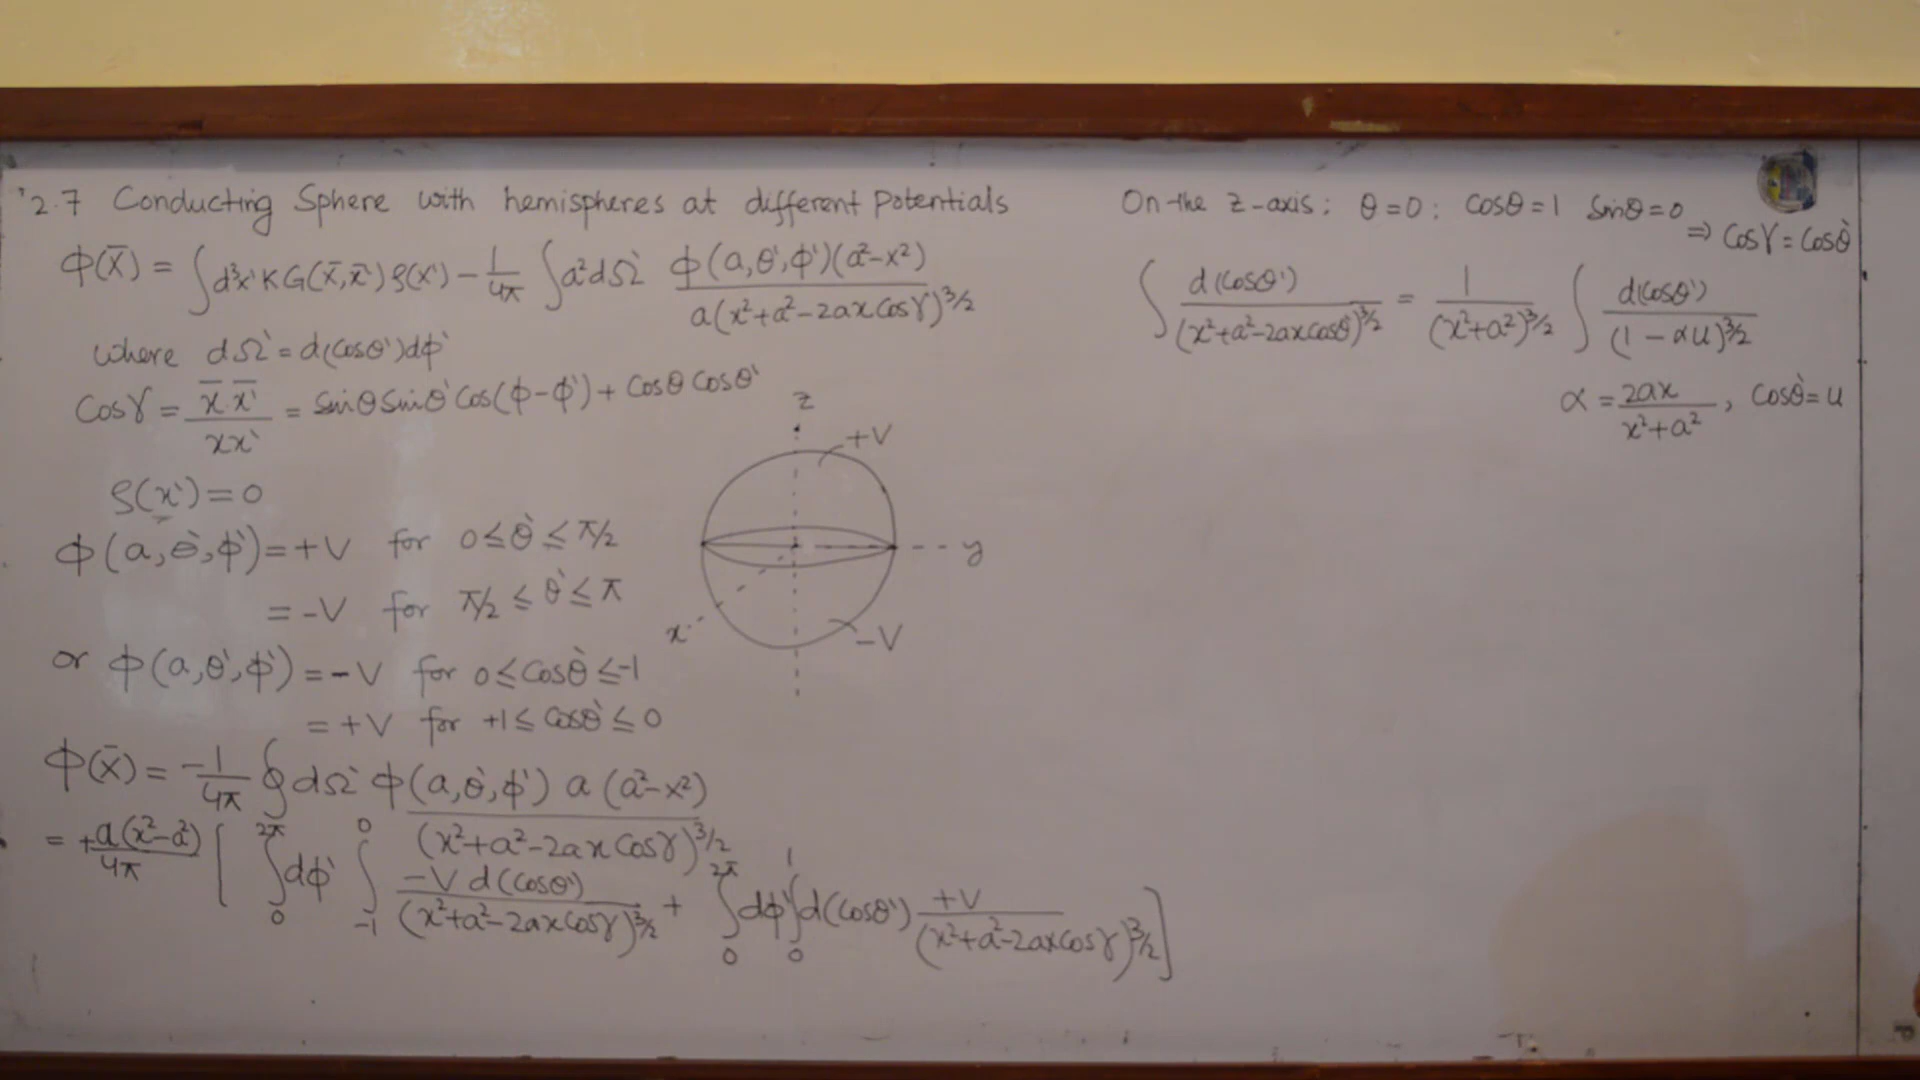 2.7 Conducting Sphere with hemispheres at different Potentials
ϕ(x̄) = ∫d³x' K G(x̄,x̄') ρ(x') - 1/4π ∫a²dΩ' ϕ(a,θ',ϕ')(a²-x²) / a(x²+a²-2ax cosγ)^3/2
where dΩ' = d(cosθ')dϕ'
Cosγ = x̄.x̄' / xx' = Sinθ Sinθ' Cos(ϕ-ϕ') + Cosθ Cosθ'
ρ(x') = 0
ϕ(a,θ',ϕ') = +V for 0≤θ'≤π/2
= -V for π/2≤θ'≤π
or ϕ(a,θ',ϕ') = -V for 0≤Cosθ'≤-1
= +V for +1≤Cosθ'≤0
ϕ(x̄) = -1/4π ∮dΩ' ϕ(a,θ',ϕ') a(a²-x²) / (x²+a²-2ax Cosγ)^3/2
= +a(x²-a²)/4π [ ∫₀^2π dϕ' ∫₋₁^0 -V d(cosθ') / (x²+a²-2ax cosγ)^3/2 + ∫₀^2π dϕ' ∫₀^1 d(cosθ') +V / (x²+a²-2ax cosγ)^3/2 ]
z
+V
y
x
-V
On the z-axis: θ=0: Cosθ=1 Sinθ=0
⇒ Cosγ = Cosθ'
∫ d(cosθ') / (x²+a²-2ax cosθ')^3/2 = 1/(x²+a²)^3/2 ∫ d(cosθ') / (1-αu)^3/2
α = 2ax / x²+a², Cosθ' = u